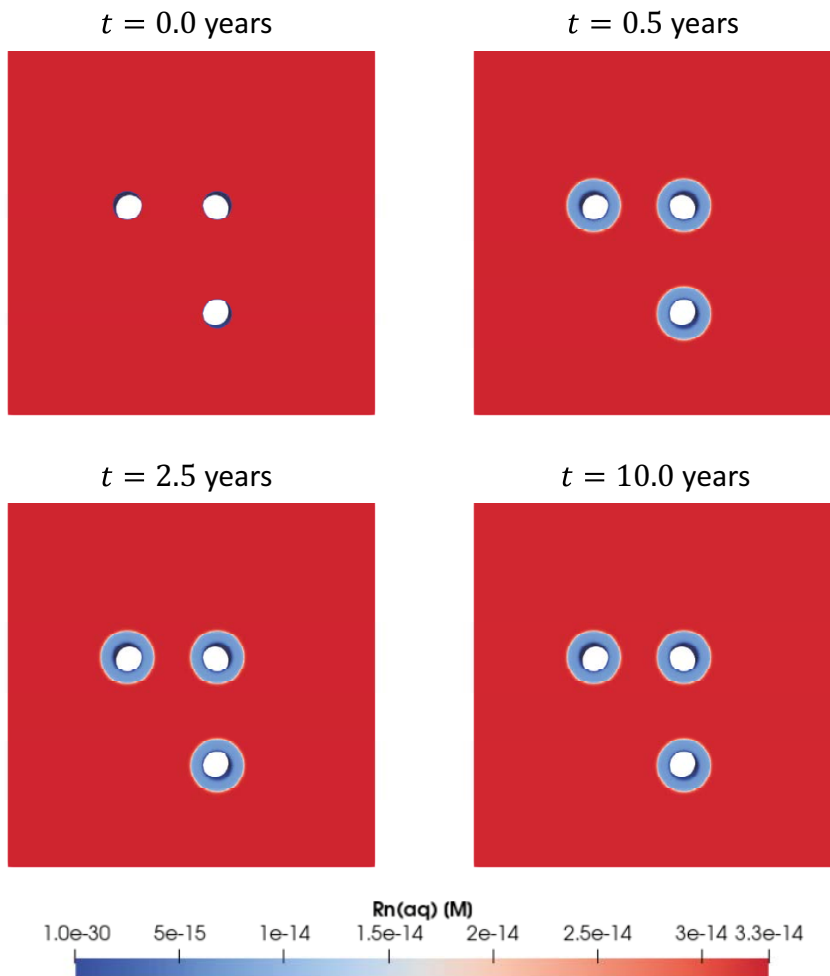 t = 0.0 years
t = 0.5 years
t = 2.5 years
t = 10.0 years
Rn(aq) (M)
1.0e-30 5e-15 1e-14 1.5e-14 2e-14 2.5e-14 3e-14 3.3e-14